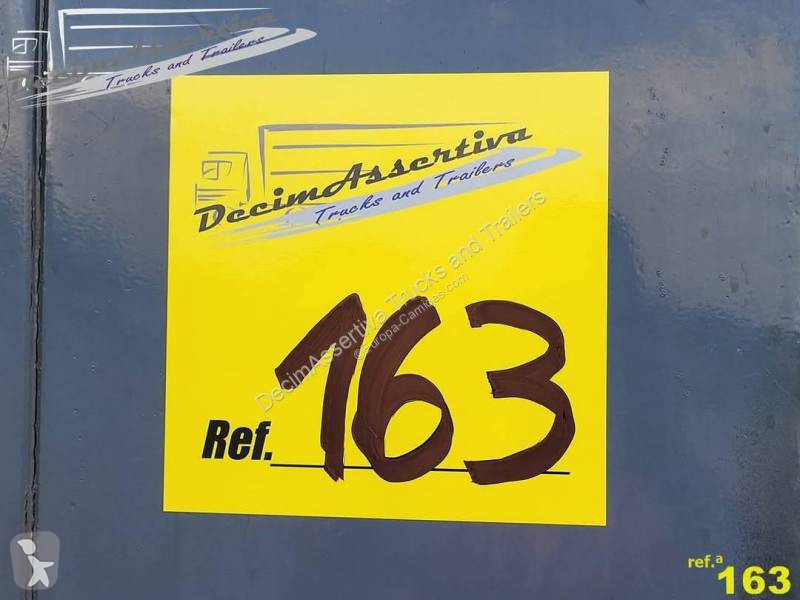 DecimAssertiva
Trucks and Trailers
DecimAssertiva
Trucks and Trailers
DecimAssertiva Trucks and Trailers
©Europa-Camiones.com
Ref. 163
ref.ª 163